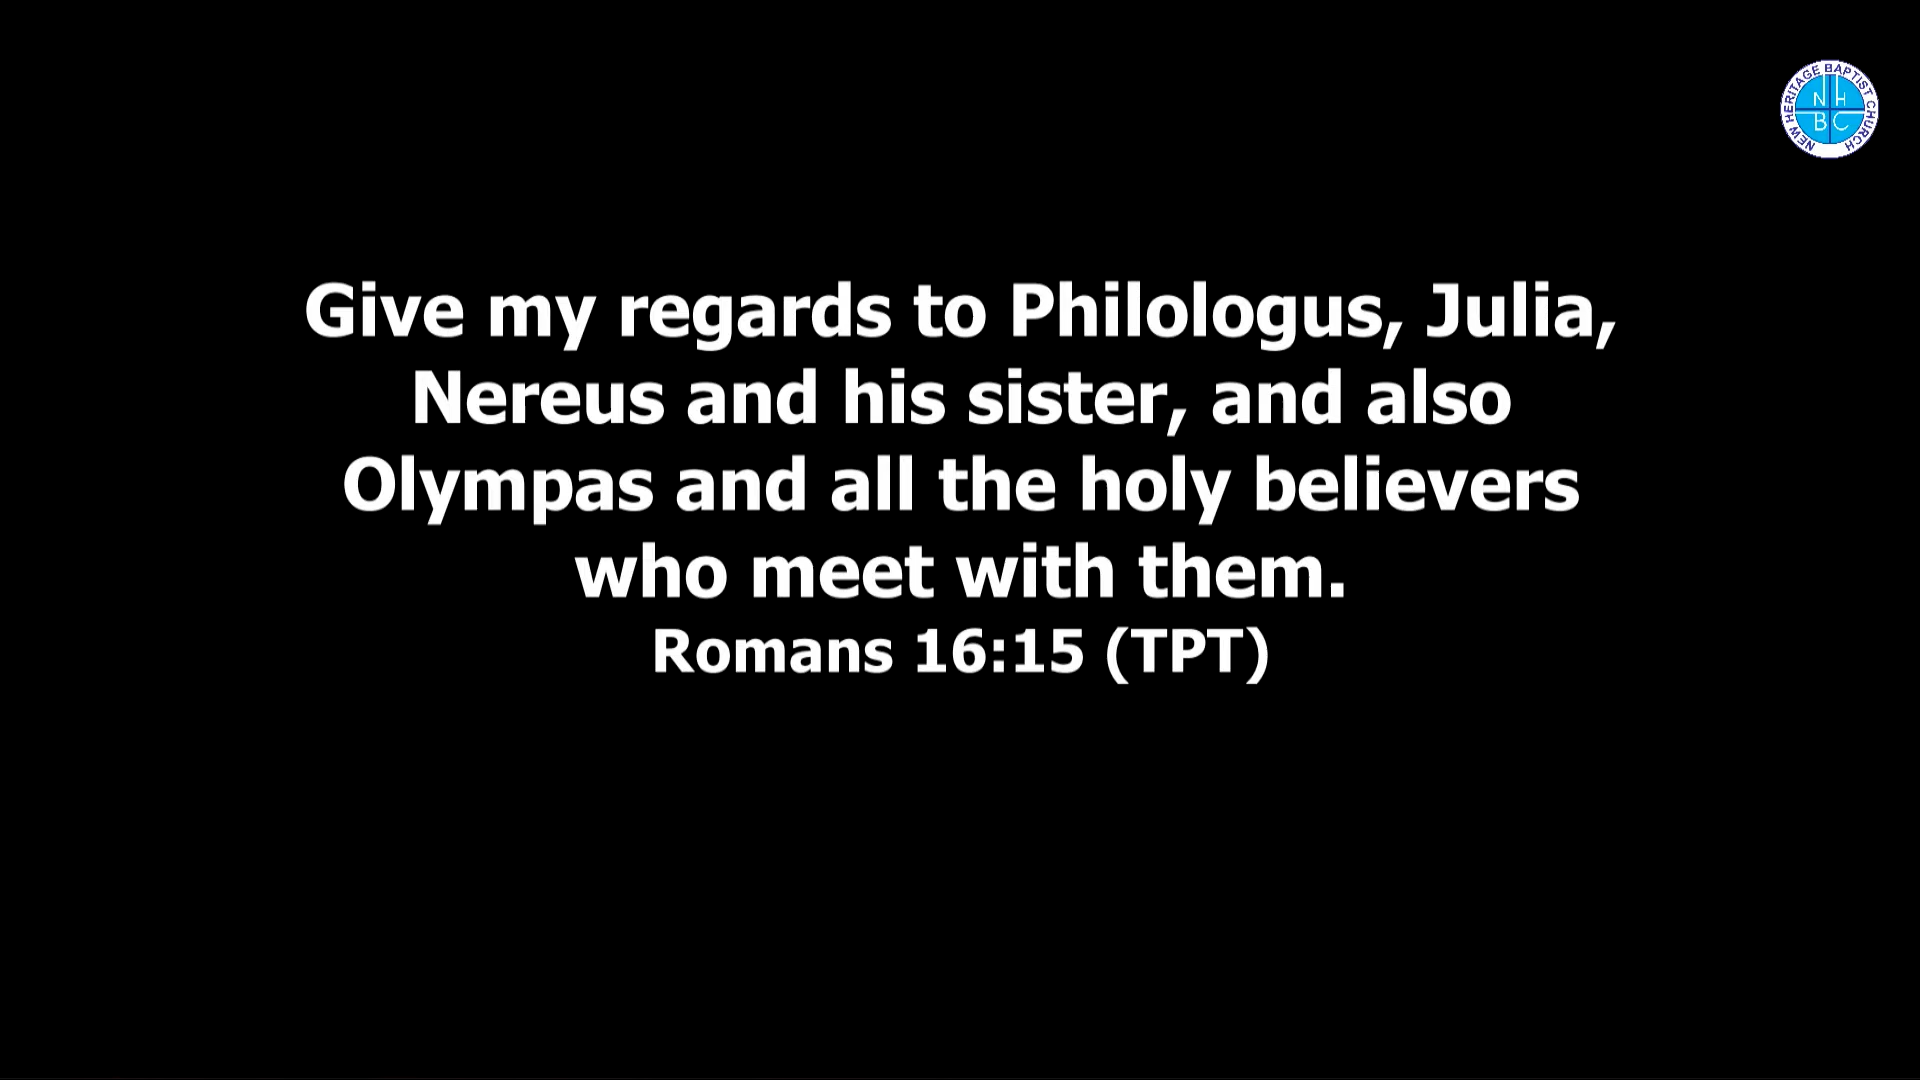 NEW HERITAGE BAPTIST CHURCH
N H
B C
Give my regards to Philologus, Julia,
Nereus and his sister, and also
Olympas and all the holy believers
who meet with them.
Romans 16:15 (TPT)